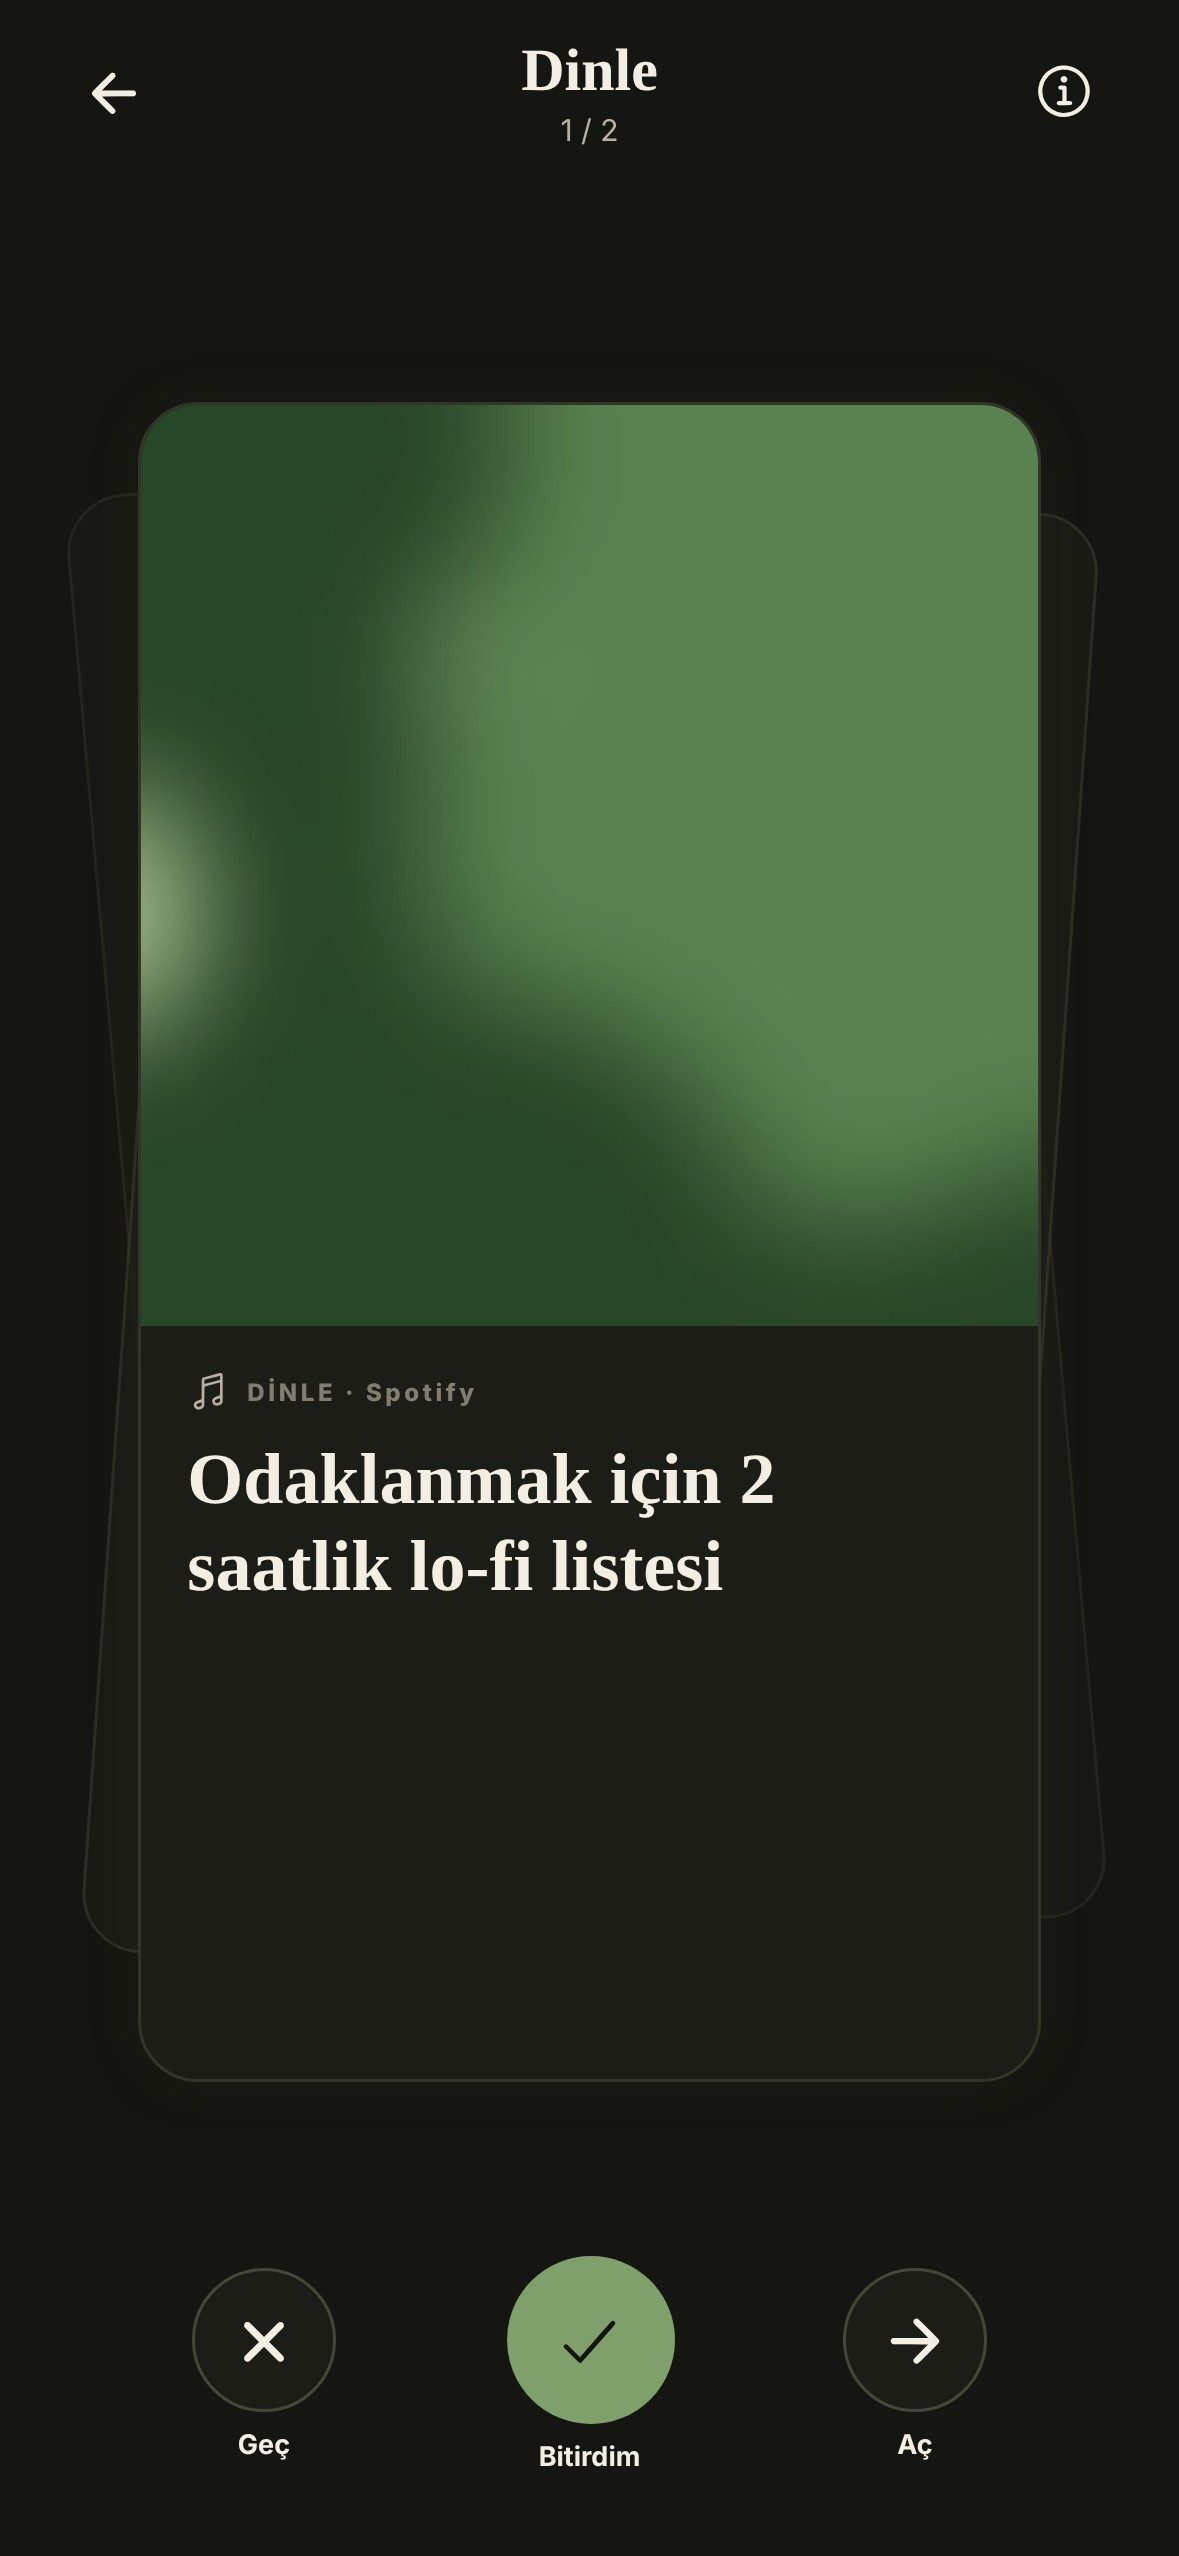 Dinle
1 / 2
DİNLE · Spotify
Odaklanmak için 2
saatlik lo-fi listesi
Geç
Bitirdim
Aç